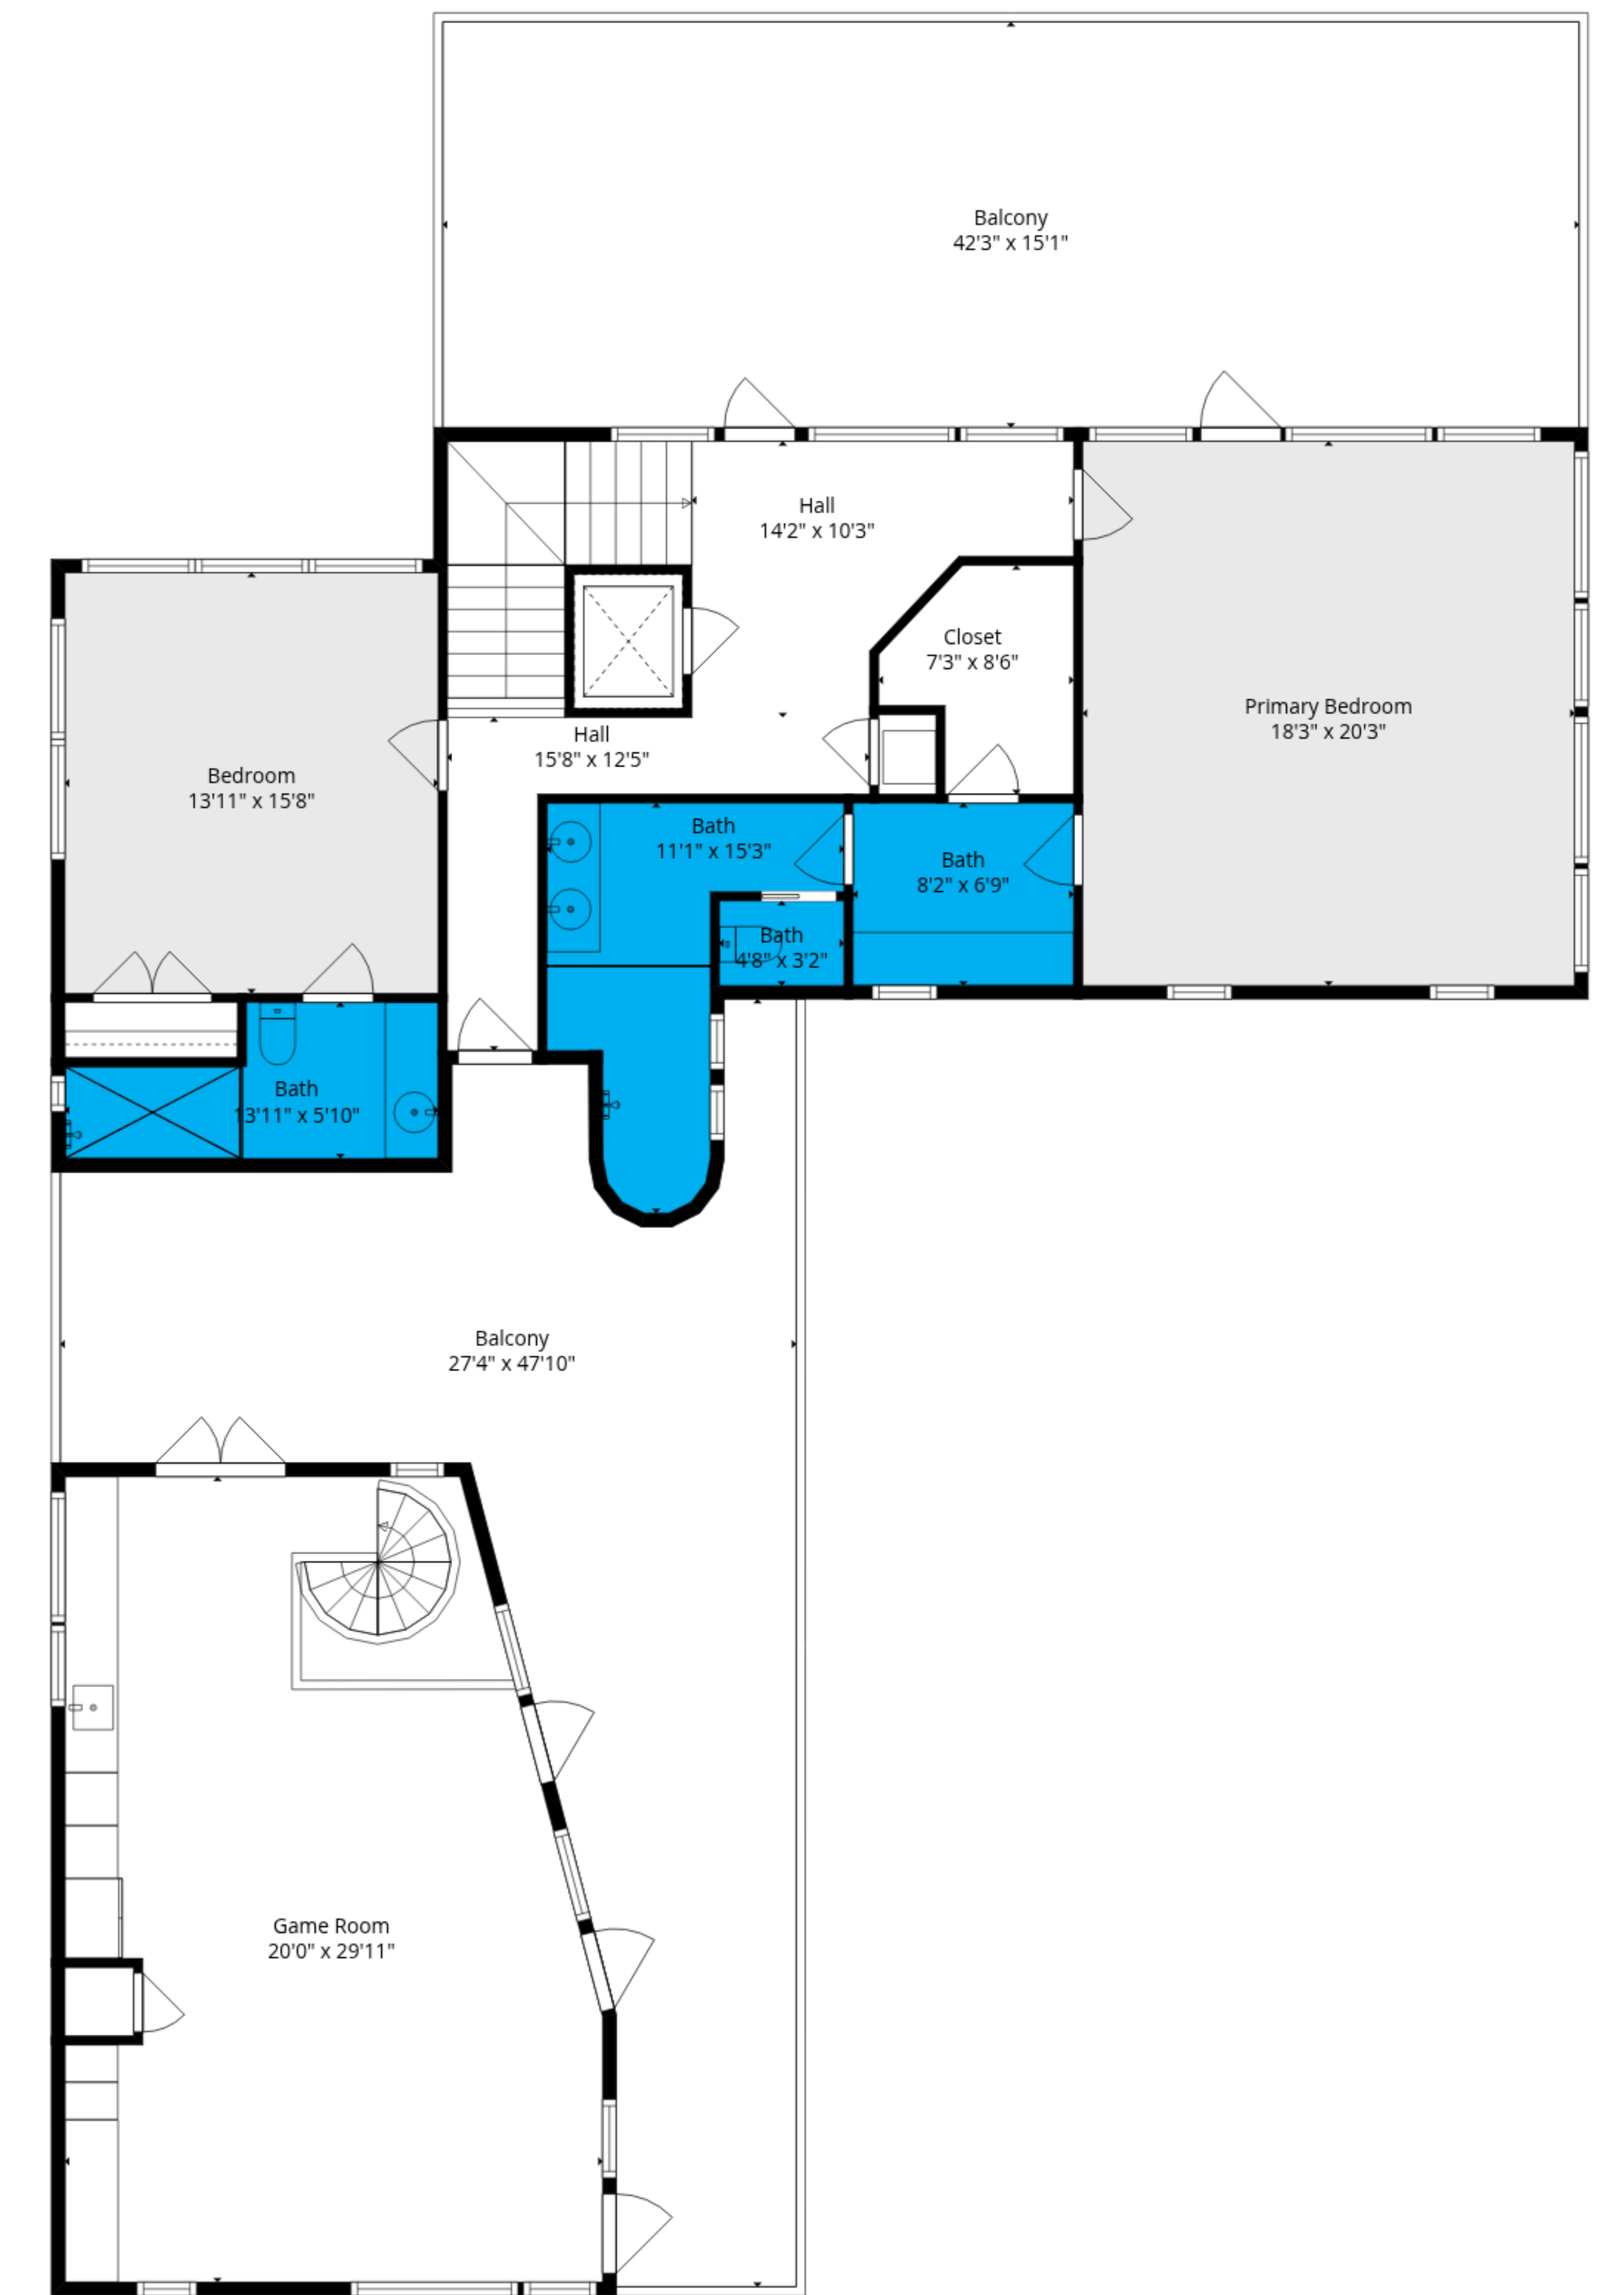 Balcony
42'3" x 15'1"
Hall
14'2" x 10'3"
Closet
7'3" x 8'6"
Primary Bedroom
18'3" x 20'3"
Hall
15'8" x 12'5"
Bedroom
13'11" x 15'8"
Bath
11'1" x 15'3"
Bath
8'2" x 6'9"
Bath
4'8" x 3'2"
Bath
13'11" x 5'10"
Balcony
27'4" x 47'10"
Game Room
20'0" x 29'11"